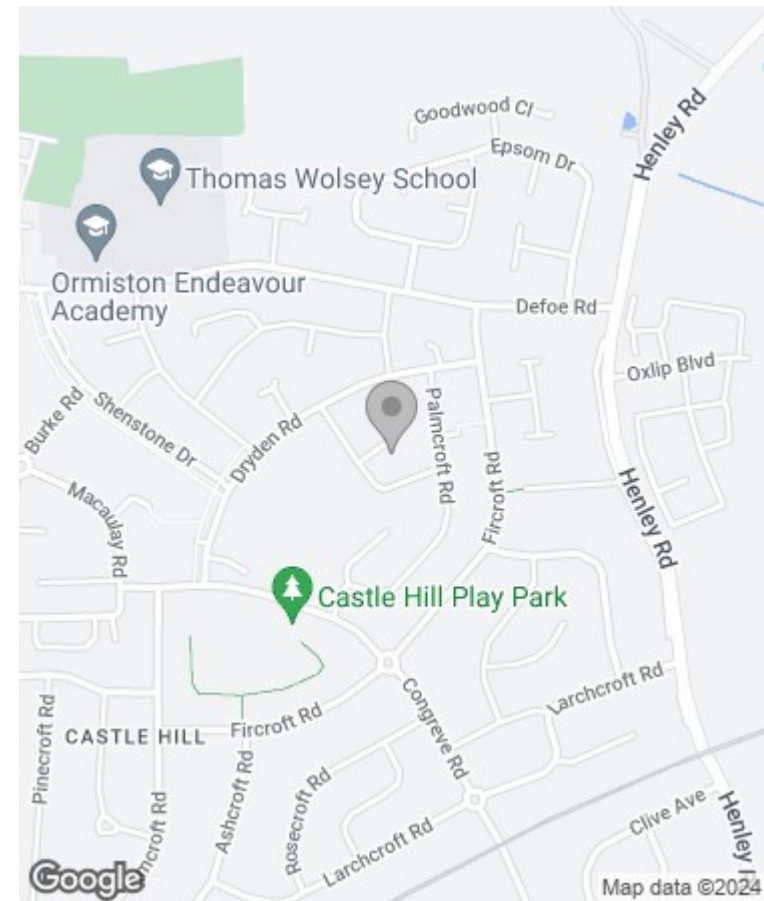 Goodwood Cl
Epsom Dr
Henley Rd
Thomas Wolsey School
Ormiston Endeavour
Academy
Defoe Rd
Oxlip Blvd
Burke Rd
Shenstone Dr
Dryden Rd
Palmcroft Rd
Fircroft Rd
Macaulay Rd
Henley Rd
Castle Hill Play Park
Congreve Rd
Larchcroft Rd
Fircroft Rd
CASTLE HILL
Pinecroft Rd
Ashcroft Rd
Rosecroft Rd
Larchcroft Rd
Clive Ave
Henley
Google
Map data ©2024